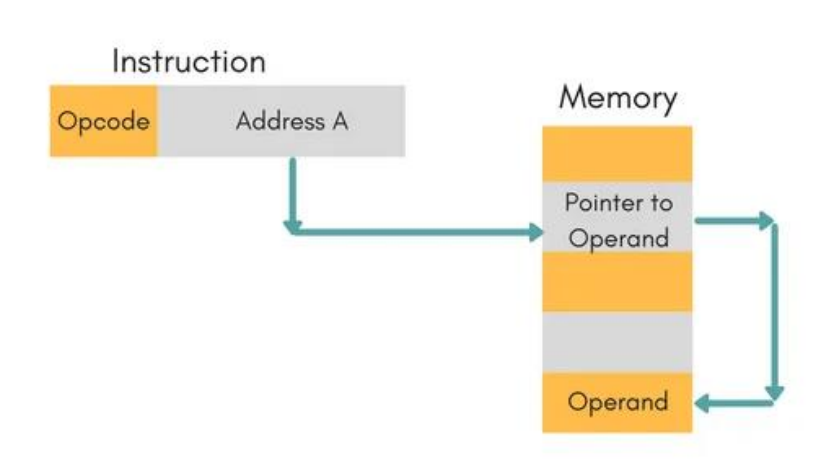 Instruction
Opcode
Address A
Memory
Pointer to
Operand
Operand